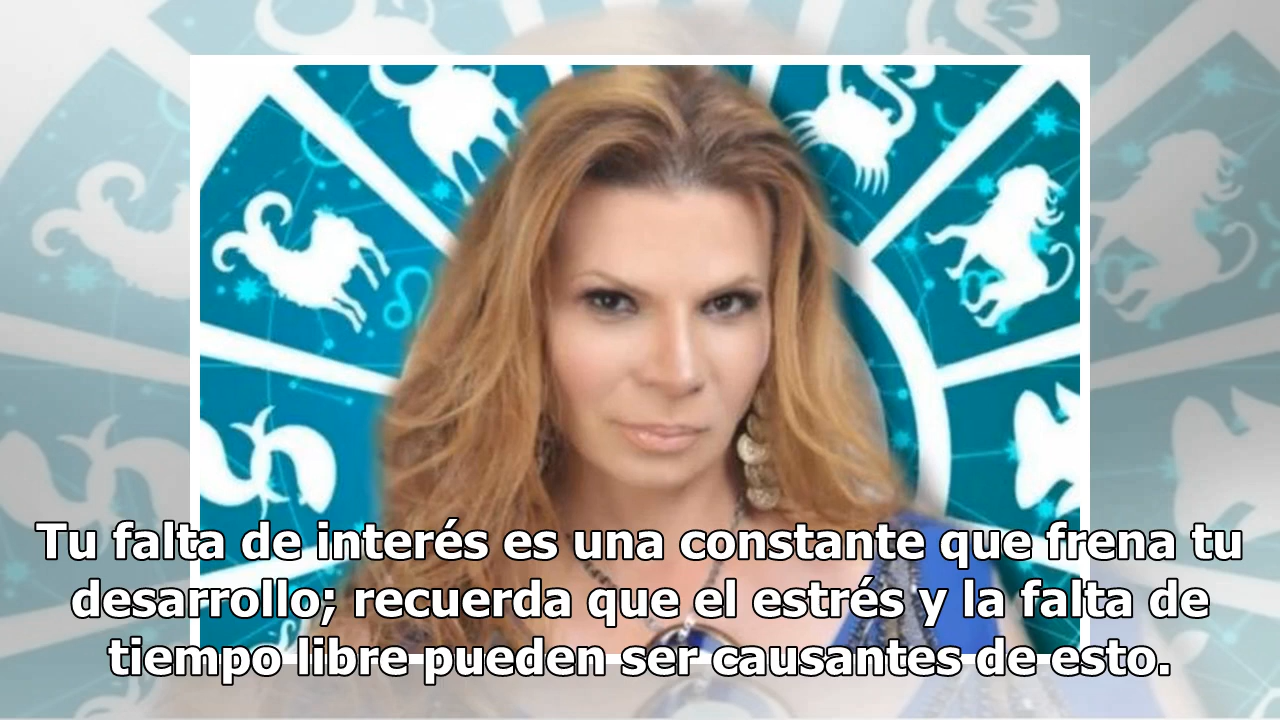 Tu falta de interés es una constante que frena tu
desarrollo; recuerda que el estrés y la falta de
tiempo libre pueden ser causantes de esto.